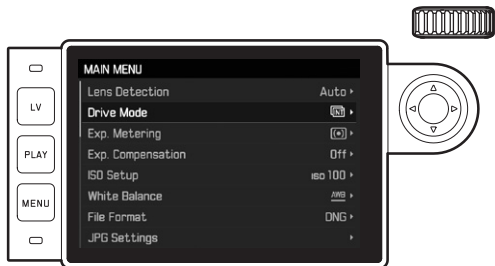 LV
PLAY
MENU
MAIN MENU
Lens Detection Auto
Drive Mode INT
Exp. Metering
Exp. Compensation Off
ISO Setup ISO 100
White Balance AWB
File Format DNG
JPG Settings